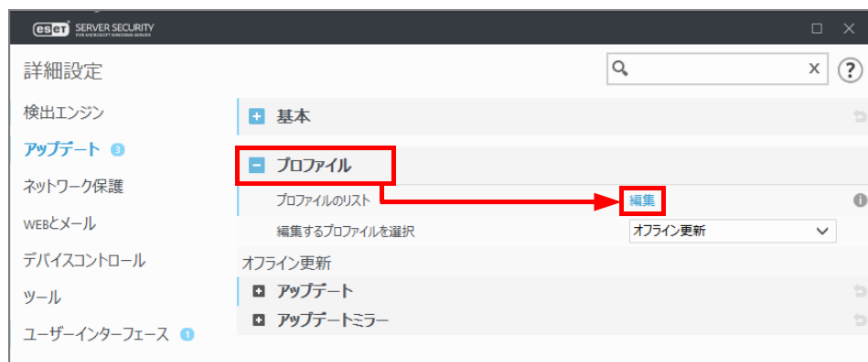 eset SERVER SECURITY
FOR MICROSOFT WINDOWS SERVER
詳細設定
検出エンジン
アップデート 3
ネットワーク保護
WEBとメール
デバイスコントロール
ツール
ユーザーインターフェース 1
基本
プロファイル
プロファイルのリスト 編集
編集するプロファイルを選択 オフライン更新
オフライン更新
アップデート
アップデートミラー